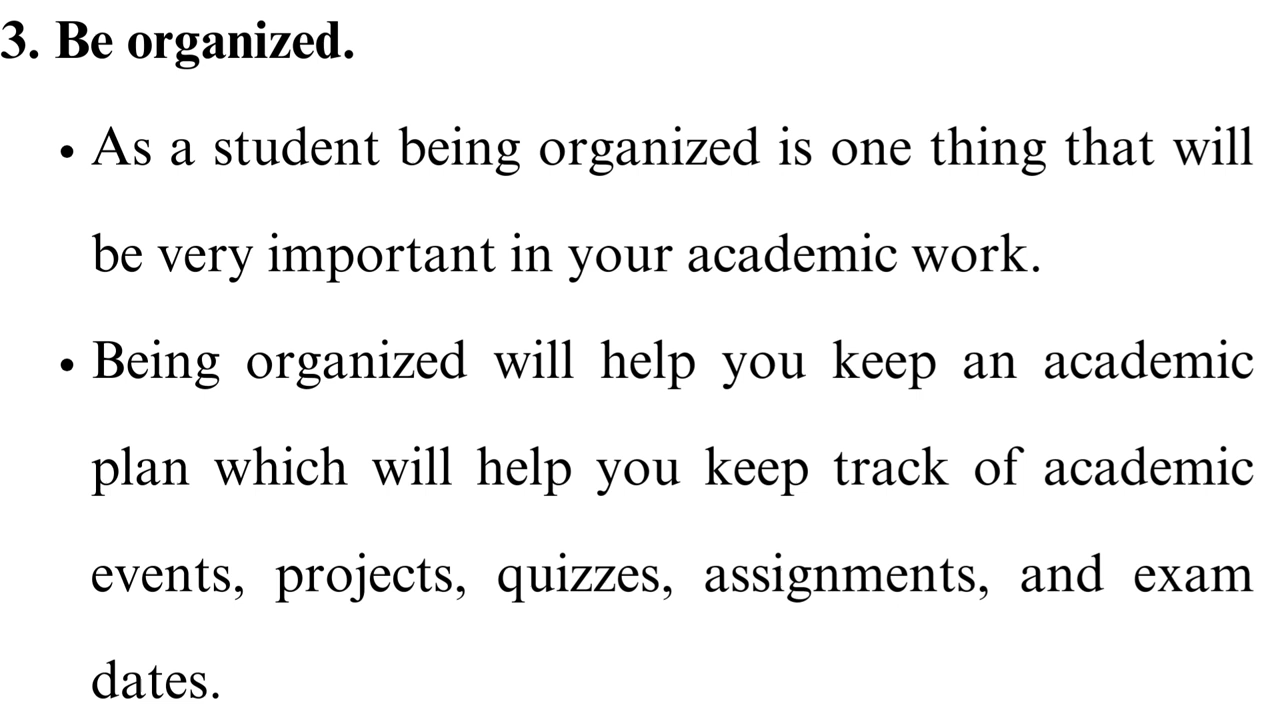 3. Be organized.
• As a student being organized is one thing that will
be very important in your academic work.
• Being organized will help you keep an academic
plan which will help you keep track of academic
events, projects, quizzes, assignments, and exam
dates.